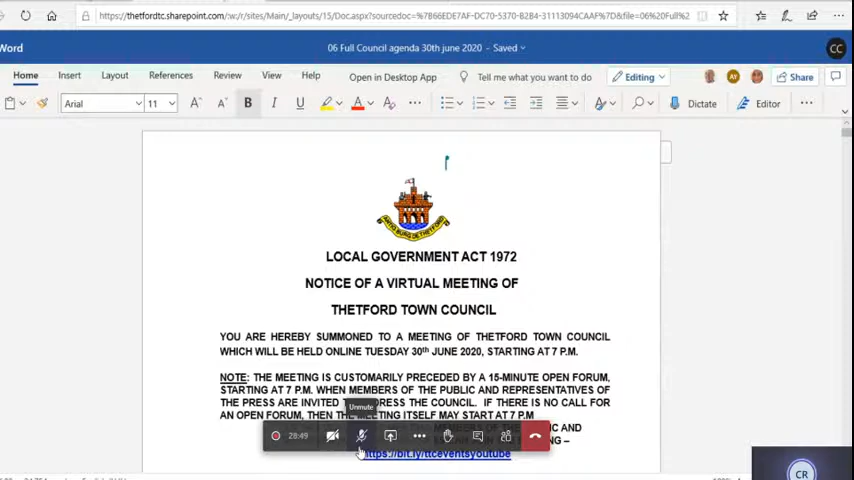 https://thetfordtc.sharepoint.com/:w:/r/sites/Main/_layouts/15/Doc.aspx?sourcedoc=%7B66EDE7AF-DC70-5370-B2B4-31113094CAAF%7D&file=06%20Full%2
Word
06 Full Council agenda 30th june 2020 - Saved
CC
Home Insert Layout References Review View Help Open in Desktop App Tell me what you want to do Editing AY Share
Arial 11 B I U A Dictate Editor
LOCAL GOVERNMENT ACT 1972
NOTICE OF A VIRTUAL MEETING OF
THETFORD TOWN COUNCIL
YOU ARE HEREBY SUMMONED TO A MEETING OF THETFORD TOWN COUNCIL
WHICH WILL BE HELD ONLINE TUESDAY 30th JUNE 2020, STARTING AT 7 P.M.
NOTE: THE MEETING IS CUSTOMARILY PRECEDED BY A 15-MINUTE OPEN FORUM,
STARTING AT 7 P.M. WHEN MEMBERS OF THE PUBLIC AND REPRESENTATIVES OF
THE PRESS ARE INVITED THE COUNCIL. IF THERE IS NO CALL FOR
AN OPEN FORUM, THEN THE MEETING ITSELF MAY START AT 7 P.M
Unmute
28:49
AND
https://bit.ly/ttceventsyoutube
CR